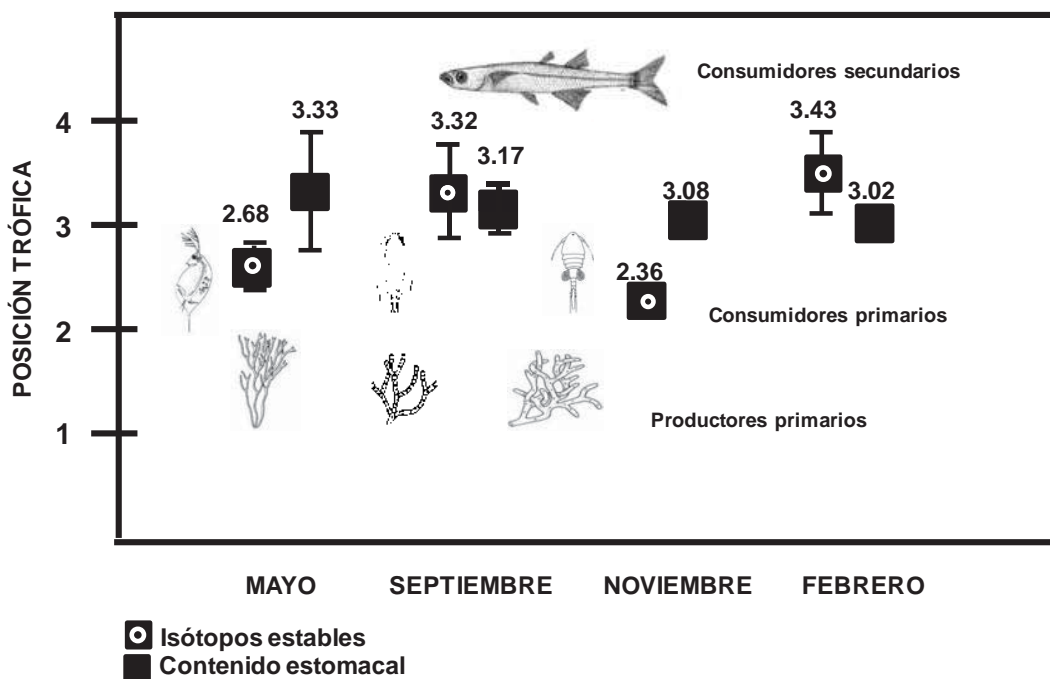 Consumidores secundarios
4
3.33
3.32
3.17
3.43
3.08
3.02
3
2.68
2.36
Consumidores primarios
2
Productores primarios
1
POSICIÓN TRÓFICA
MAYO
SEPTIEMBRE
NOVIEMBRE
FEBRERO
Isótopos estables
Contenido estomacal